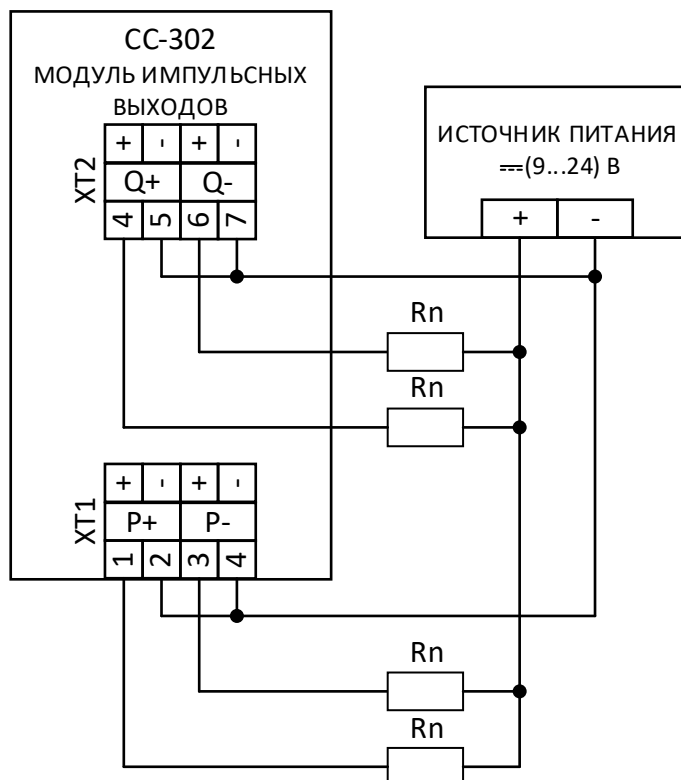 СС-302
МОДУЛЬ ИМПУЛЬСНЫХ
ВЫХОДОВ
XT2
+ - + -
Q+ Q-
4 5 6 7
ИСТОЧНИК ПИТАНИЯ
⎓(9...24) В
+ -
Rn
Rn
XT1
+ - + -
P+ P-
1 2 3 4
Rn
Rn